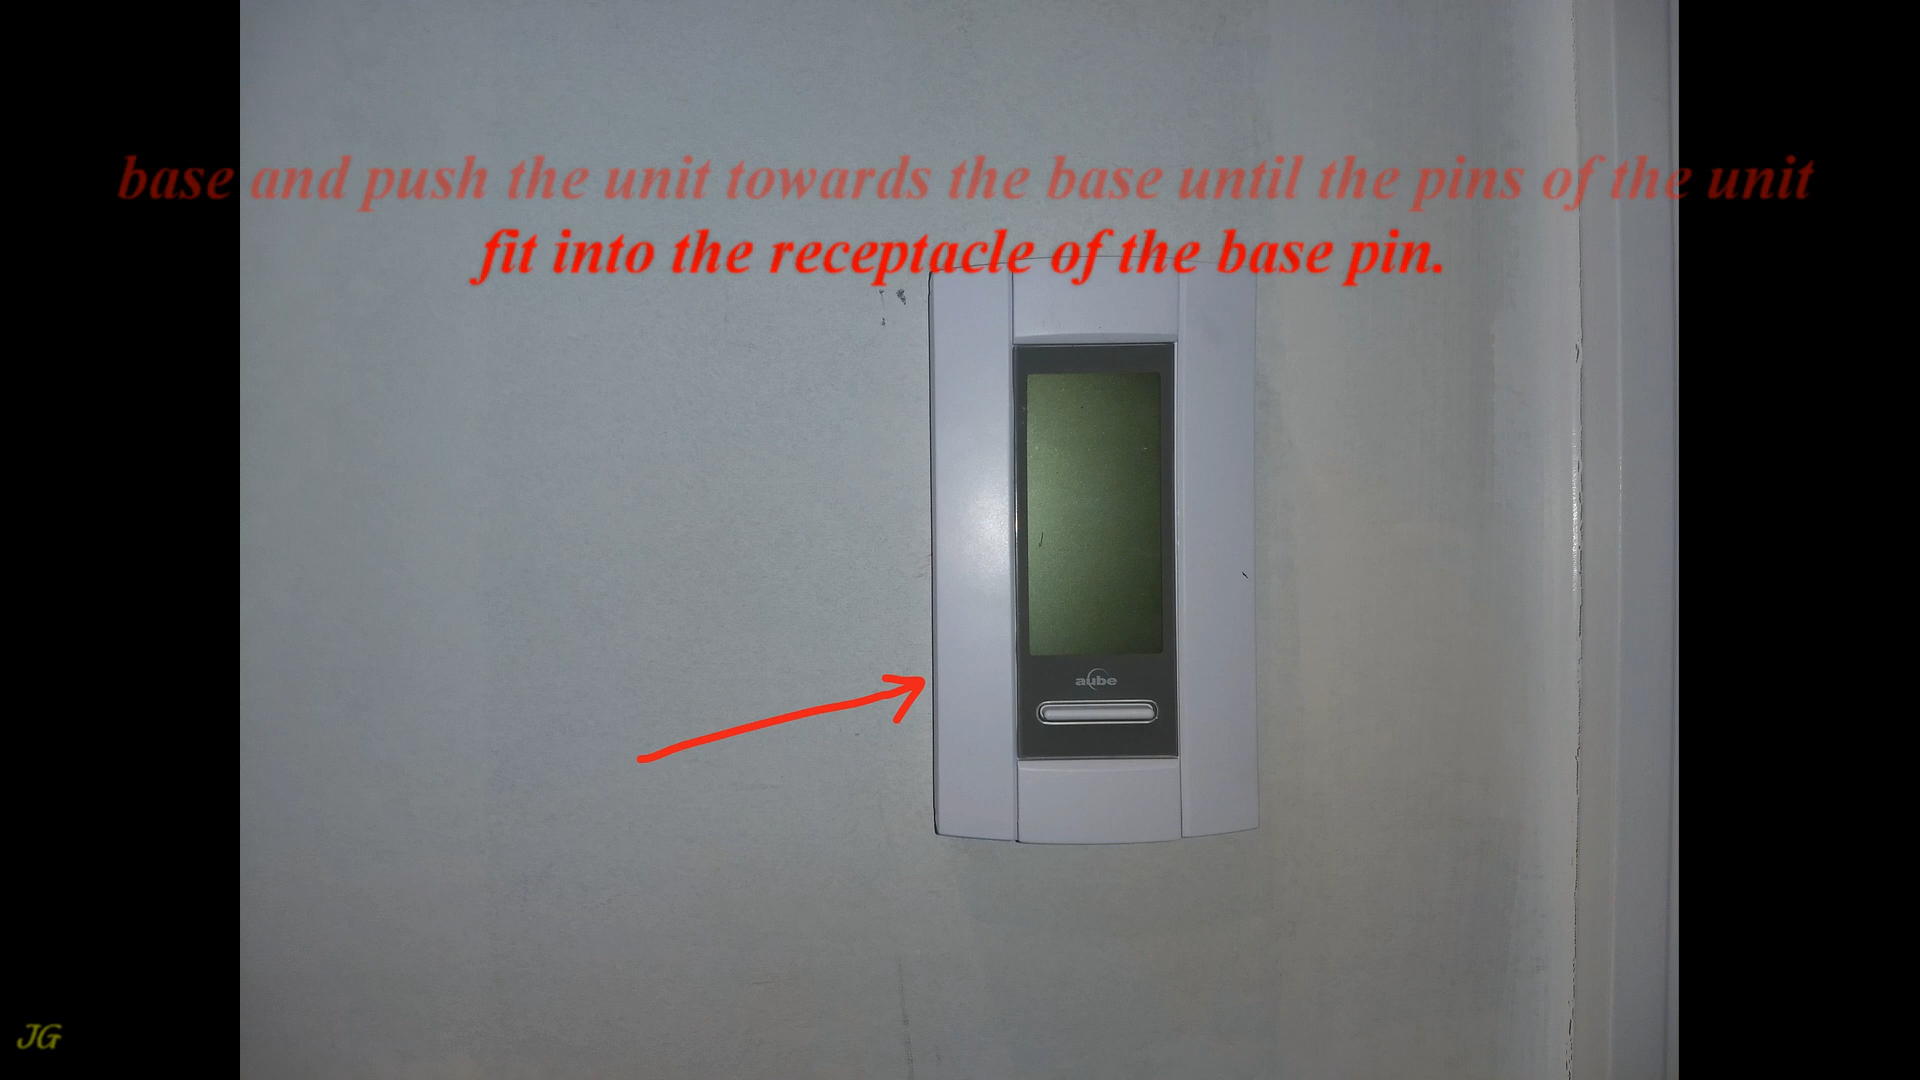 base and push the unit towards the base until the pins of the unit
fit into the receptacle of the base pin.
aube
JG